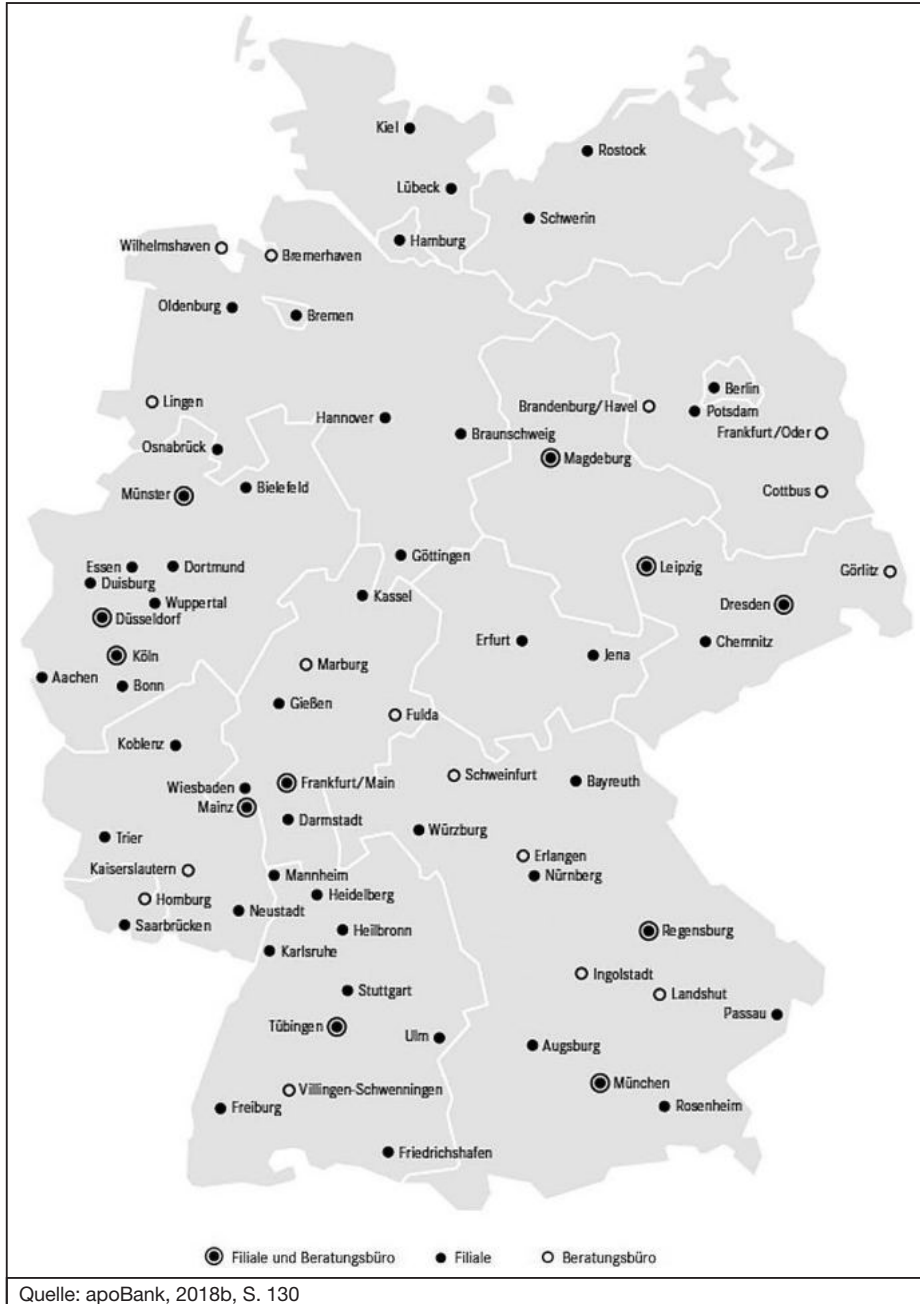 Kiel
Rostock
Lübeck
Schwerin
Hamburg
Wilhelmshaven
Bremerhaven
Oldenburg
Bremen
Berlin
Lingen
Brandenburg/Havel
Potsdam
Hannover
Braunschweig
Frankfurt/Oder
Osnabrück
Magdeburg
Bielefeld
Münster
Cottbus
Göttingen
Essen
Dortmund
Leipzig
Görlitz
Duisburg
Kassel
Wuppertal
Dresden
Düsseldorf
Erfurt
Chemnitz
Köln
Jena
Marburg
Aachen
Bonn
Gießen
Fulda
Koblenz
Schweinfurt
Bayreuth
Frankfurt/Main
Wiesbaden
Mainz
Darmstadt
Würzburg
Trier
Erlangen
Kaiserslautern
Mannheim
Nürnberg
Heidelberg
Homburg
Neustadt
Saarbrücken
Heilbronn
Regensburg
Karlsruhe
Ingolstadt
Stuttgart
Landshut
Passau
Tübingen
Ulm
Augsburg
München
Villingen-Schwenningen
Freiburg
Rosenheim
Friedrichshafen
Filiale und Beratungsbüro Filiale Beratungsbüro
Quelle: apoBank, 2018b, S. 130